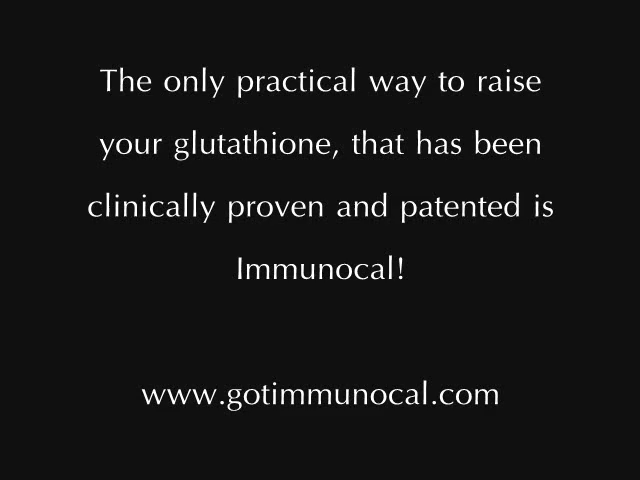 The only practical way to raise
your glutathione, that has been
clinically proven and patented is
Immunocal!
www.gotimmunocal.com